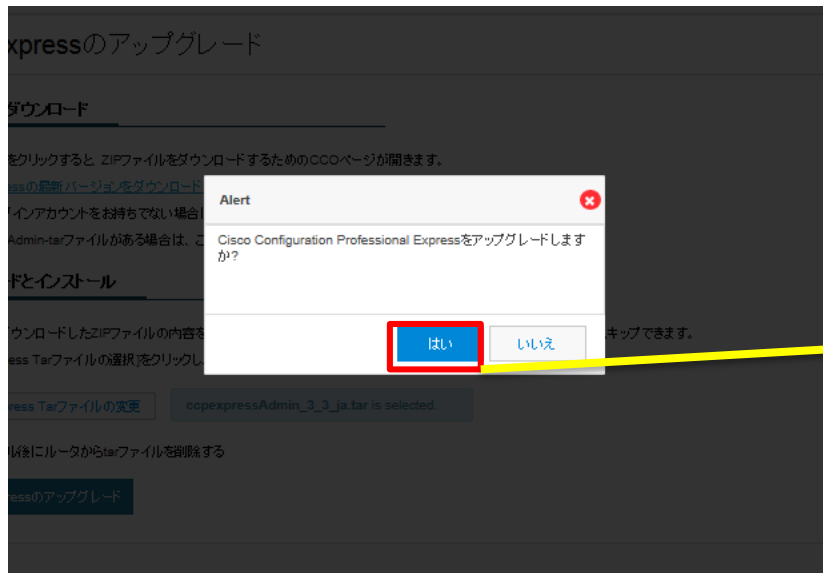 xpressのアップグレード
ダウンロード
をクリックすると、ZIPファイルをダウンロードするためのCCOページが開きます。
essの最新バージョンをダウンロード
インアカウントをお持ちでない場合
Admin-tarファイルがある場合は、こ
Alert
Cisco Configuration Professional Expressをアップグレードします
か?
はい
いいえ
ドとインストール
ウンロードしたZIPファイルの内容を
キップできます。
ess Tarファイルの選択]をクリックし、
ress Tarファイルの変更
ccpexpressAdmin_3_3_ja.tar is selected.
ル後にルータからtarファイルを削除する
ressのアップグレード